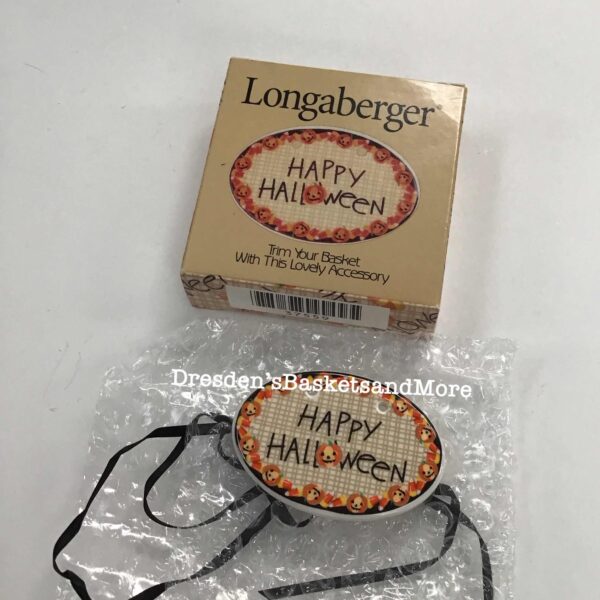 Longaberger®
HAPPY
HALLOWEEN
Trim Your Basket
With This Lovely Accessory
Dresden'sBasketsandMore
HAPPY
HALLOWEEN